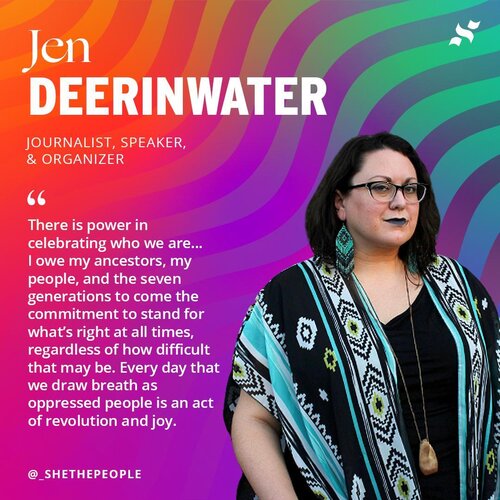 Jen
DEERINWATER
JOURNALIST, SPEAKER,
& ORGANIZER
“
There is power in
celebrating who we are...
I owe my ancestors, my
people, and the seven
generations to come the
commitment to stand for
what’s right at all times,
regardless of how difficult
that may be. Every day that
we draw breath as
oppressed people is an act
of revolution and joy.
@_SHETHEPEOPLE